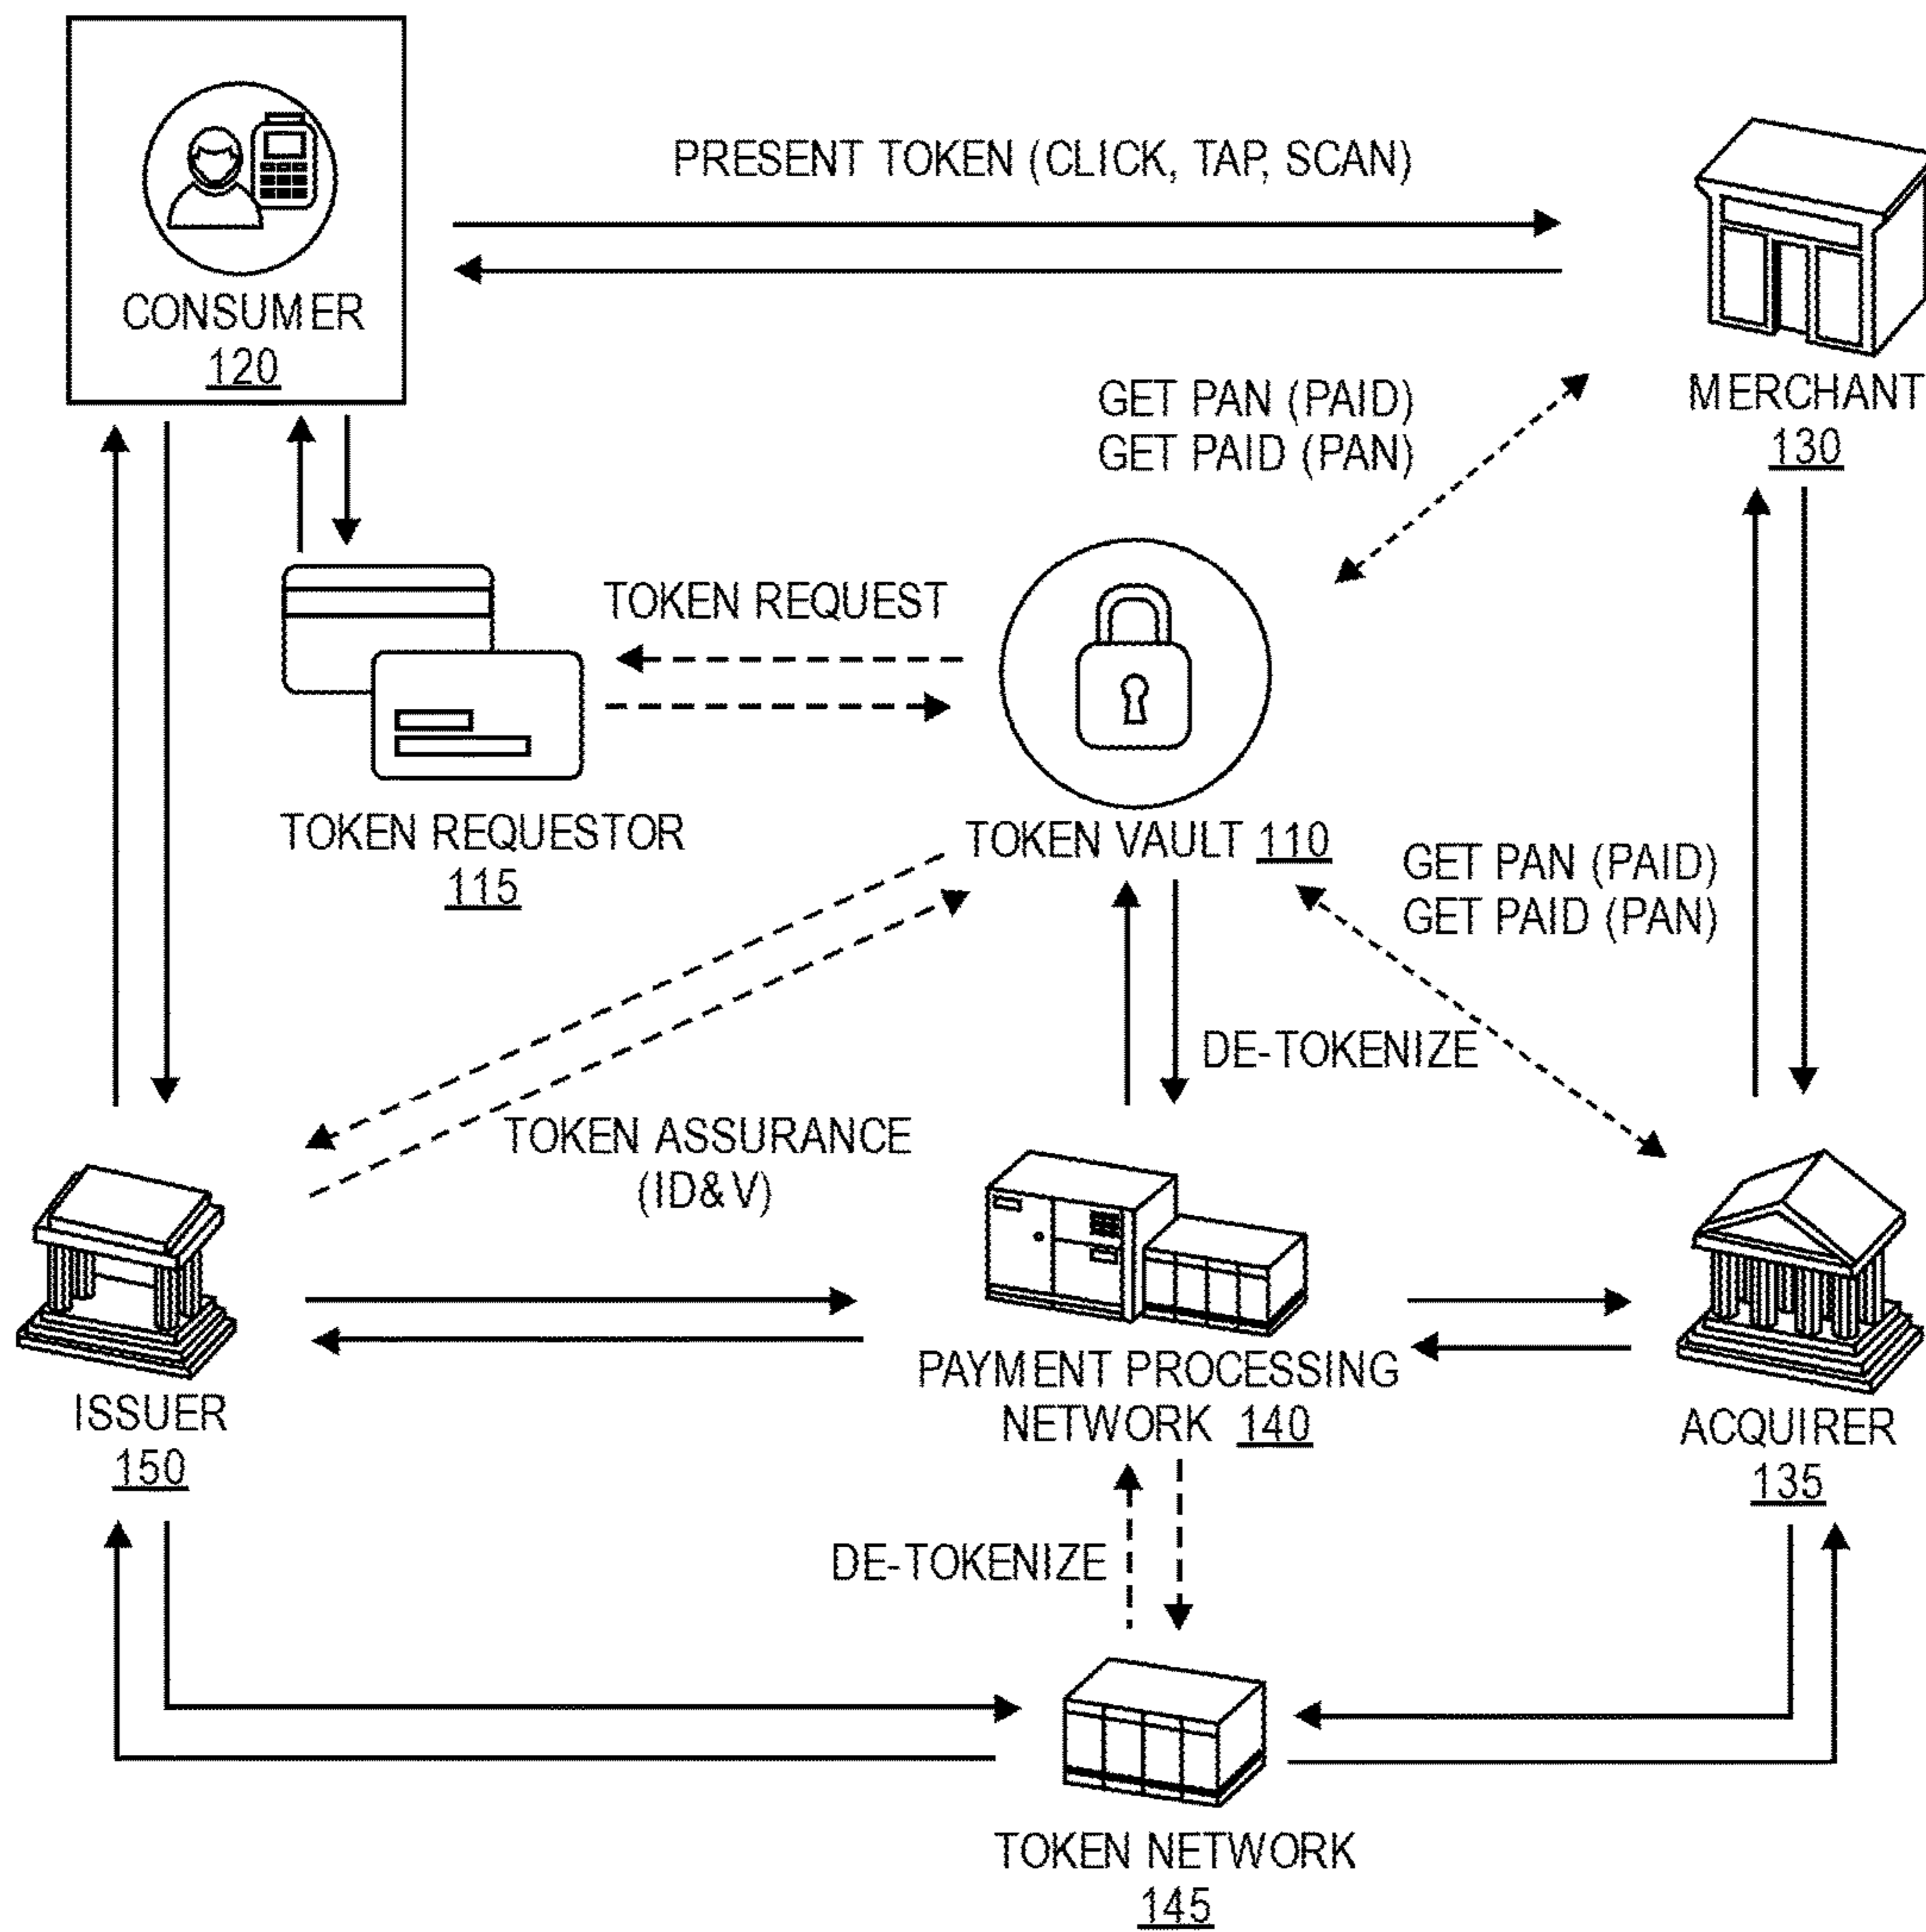 PRESENT TOKEN (CLICK, TAP, SCAN)
CONSUMER
120
MERCHANT
130
GET PAN (PAID)
GET PAID (PAN)
TOKEN REQUEST
TOKEN REQUESTOR
115
TOKEN VAULT 110
GET PAN (PAID)
GET PAID (PAN)
DE-TOKENIZE
TOKEN ASSURANCE
(ID&V)
ISSUER
150
PAYMENT PROCESSING
NETWORK 140
ACQUIRER
135
DE-TOKENIZE
TOKEN NETWORK
145